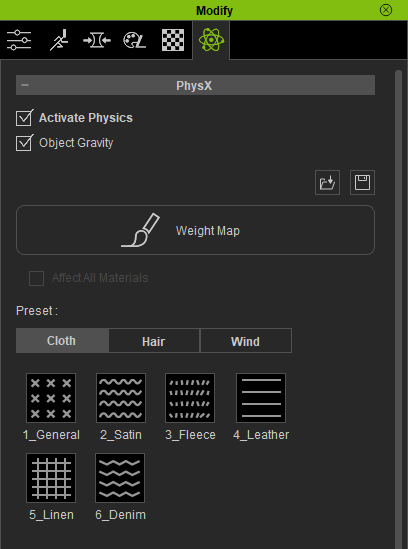 Modify
PhysX
Activate Physics
Object Gravity
Weight Map
Affect All Materials
Preset :
Cloth Hair Wind
1_General 2_Satin 3_Fleece 4_Leather
5_Linen 6_Denim